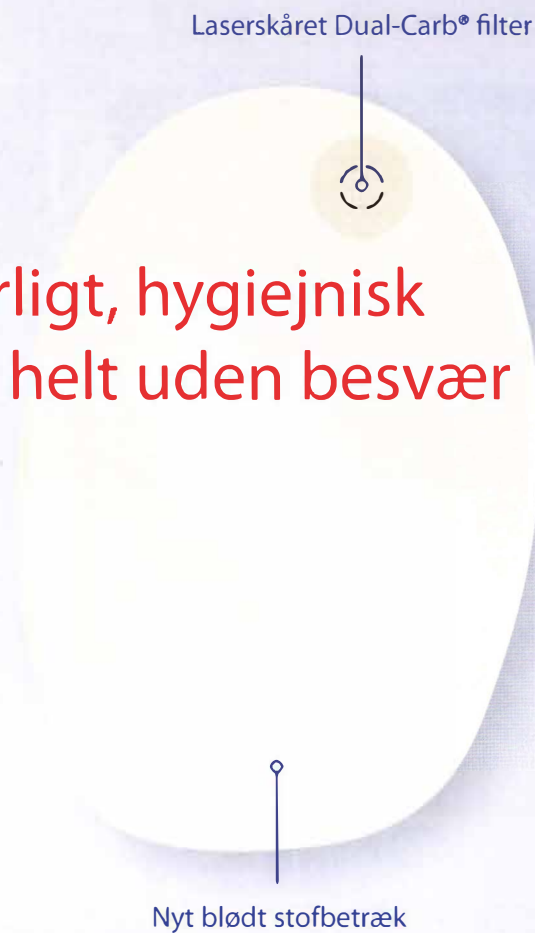 Laserskåret Dual-Carb® filter
rligt, hygiejnisk
helt uden besvær
Nyt blødt stofbetræk